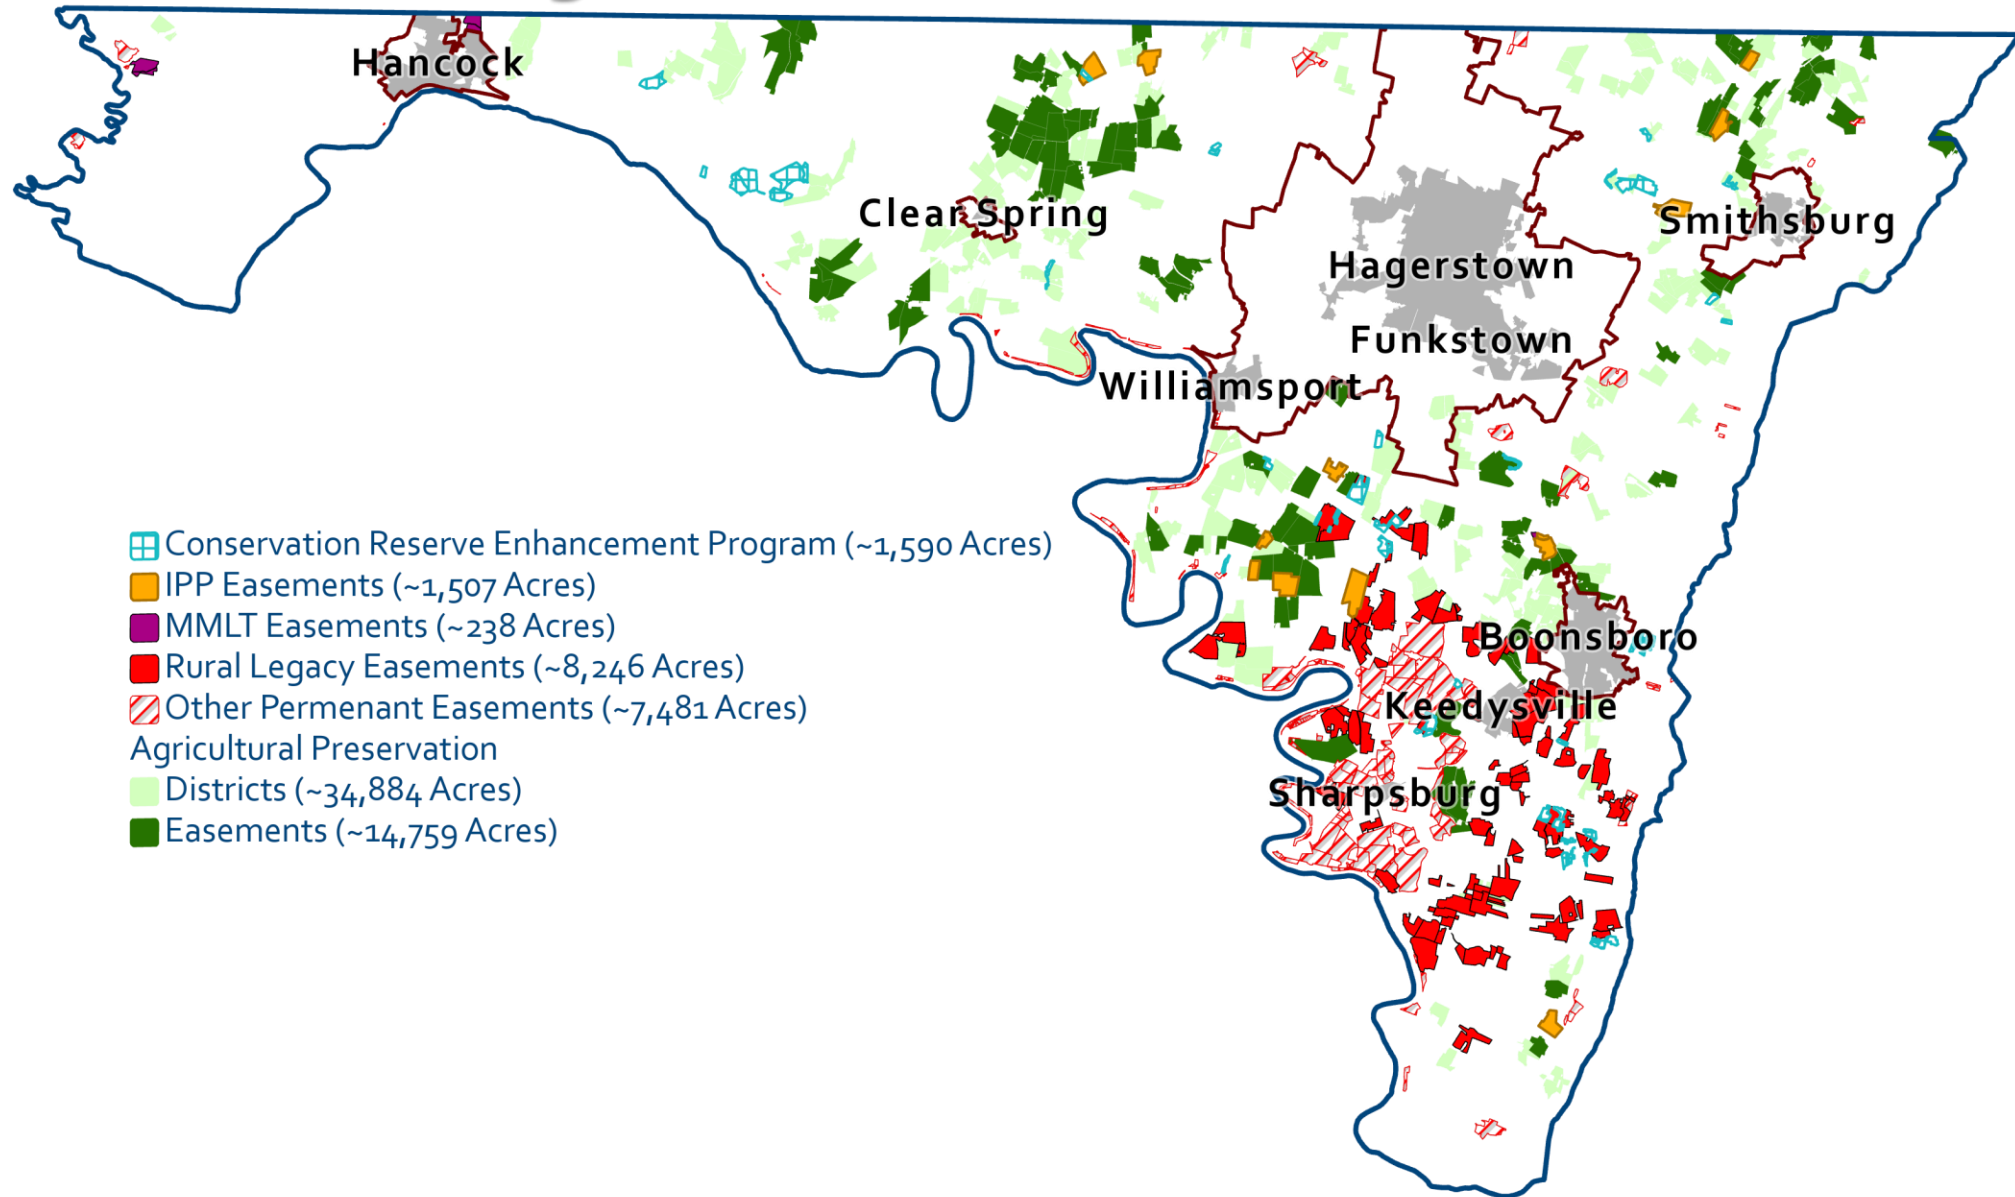 Hancock
Clear Spring
Smithsburg
Hagerstown
Funkstown
Williamsport
Conservation Reserve Enhancement Program (~1,590 Acres)
IPP Easements (~1,507 Acres)
MMLT Easements (~238 Acres)
Rural Legacy Easements (~8,246 Acres)
Other Permenant Easements (~7,481 Acres)
Agricultural Preservation
Districts (~34,884 Acres)
Easements (~14,759 Acres)
Boonsboro
Keedysville
Sharpsburg